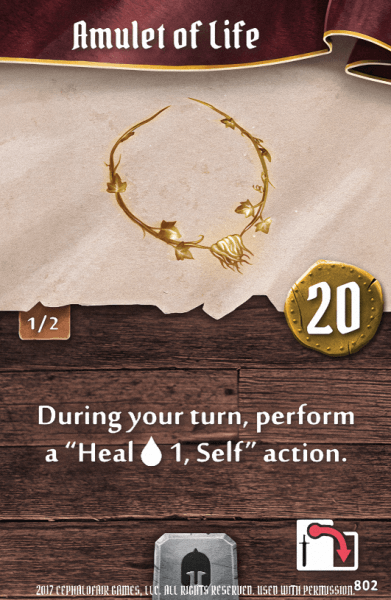 Amulet of Life
20
1/2
During your turn, perform
a “Heal 1, Self” action.
2017 CEPHALOFAIR GAMES, LLC. ALL RIGHTS RESERVED, USED WITH PERMISSION.
802